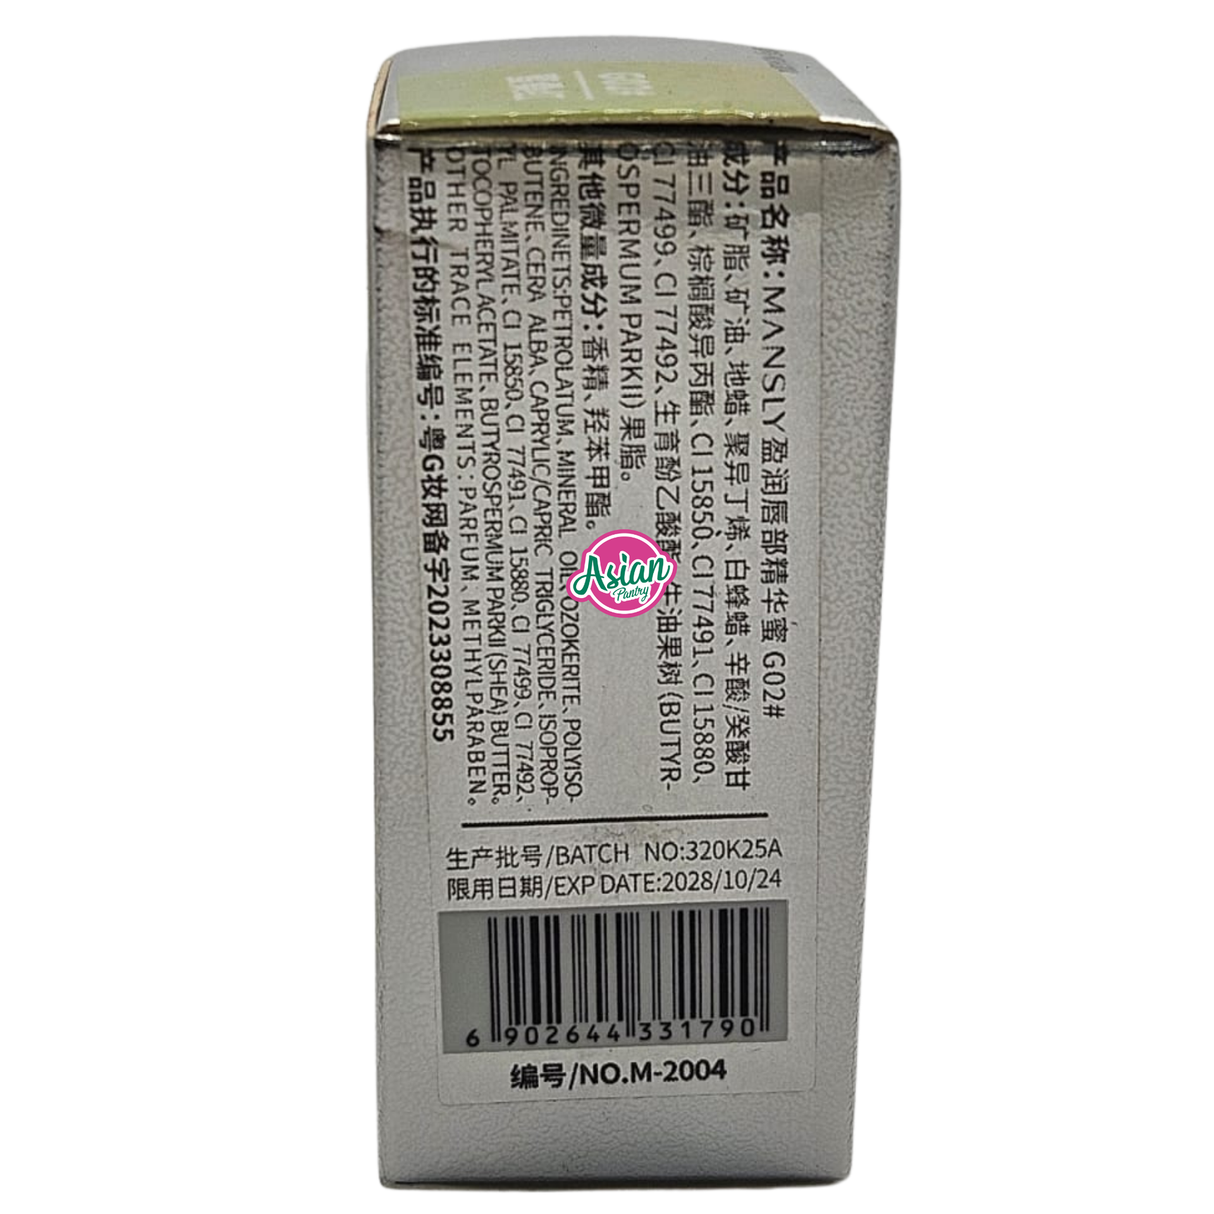 G02#
产品名称：MANSLY盈润唇部精华蜜 G02#
成分：矿脂、矿油、地蜡、聚异丁烯、白蜂蜡、辛酸/癸酸甘
油三酯、棕榈酸异丙酯、CI 15850、CI 77491、CI 15880、
CI 77499、CI 77492、生育酚乙酸酯 牛油果树 (BUTYR-
OSPERMUM PARKII) 果脂。
其他微量成分：香精、羟苯甲酯。
INGREDINETS:PETROLATUM、MINERAL OIL、OZOKERITE、POLYISO-
BUTENE、CERA ALBA、CAPRYLIC/CAPRIC TRIGLYCERIDE、ISOPROP-
YL PALMITATE、CI 15850、CI 77491、CI 15880、CI 77499、CI 77492、
TOCOPHERYL ACETATE、BUTYROSPERMUM PARKII (SHEA) BUTTER。
OTHER TRACE ELEMENTS:PARFUM、METHYLPARABEN。
产品执行的标准编号：粤G妆网备字2023308855
Asian
Pantry
生产批号/BATCH NO:320K25A
限用日期/EXP DATE:2028/10/24
6 902644 331790
编号/NO.M-2004